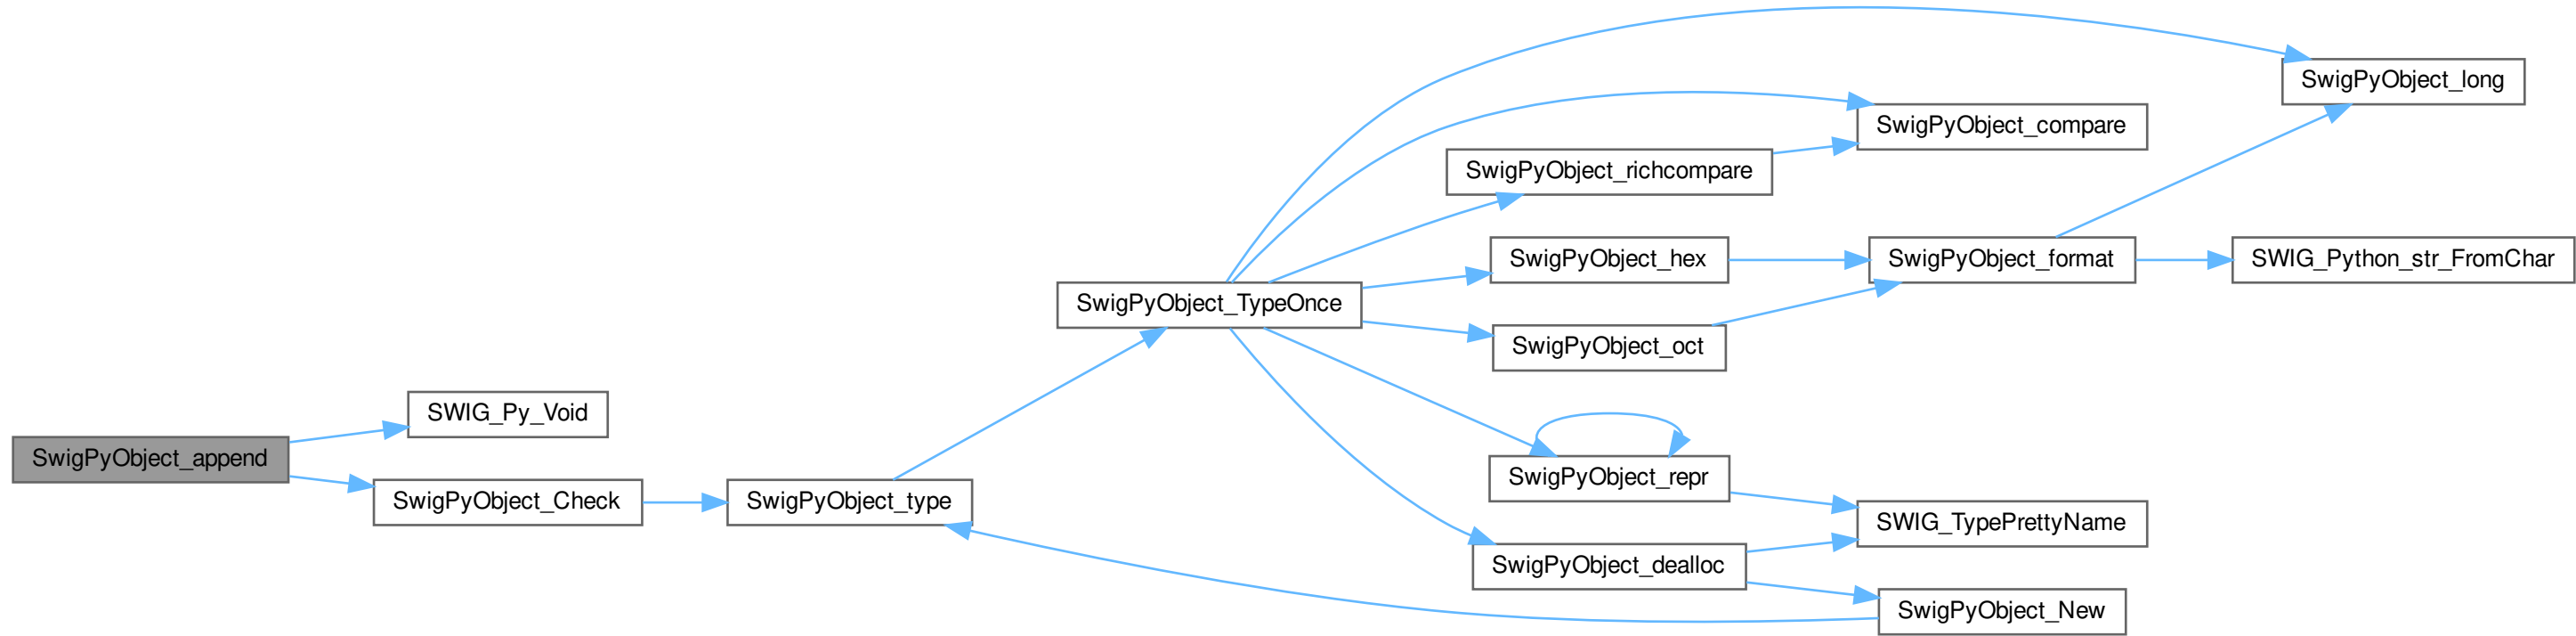 SwigPyObject_append
SWIG_Py_Void
SwigPyObject_Check
SwigPyObject_type
SwigPyObject_TypeOnce
SwigPyObject_long
SwigPyObject_compare
SwigPyObject_richcompare
SwigPyObject_hex
SwigPyObject_format
SWIG_Python_str_FromChar
SwigPyObject_oct
SwigPyObject_repr
SWIG_TypePrettyName
SwigPyObject_dealloc
SwigPyObject_New